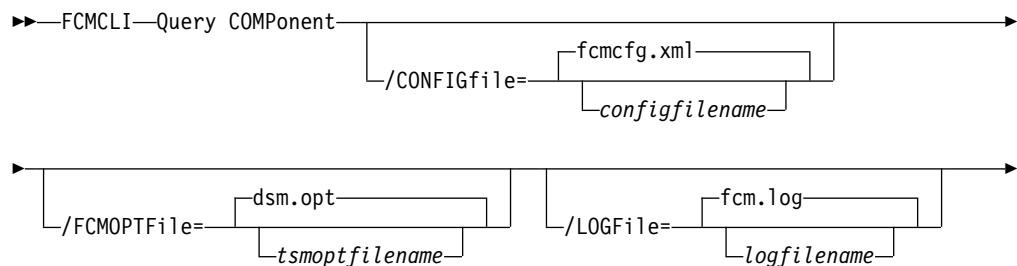 FCMCLI Query COMPonent
fcmcfg.xml
/CONFIGfile=
configfilename
dsm.opt
fcm.log
/FCMOPTFile=
/LOGFile=
tsmoptfilename
logfilename